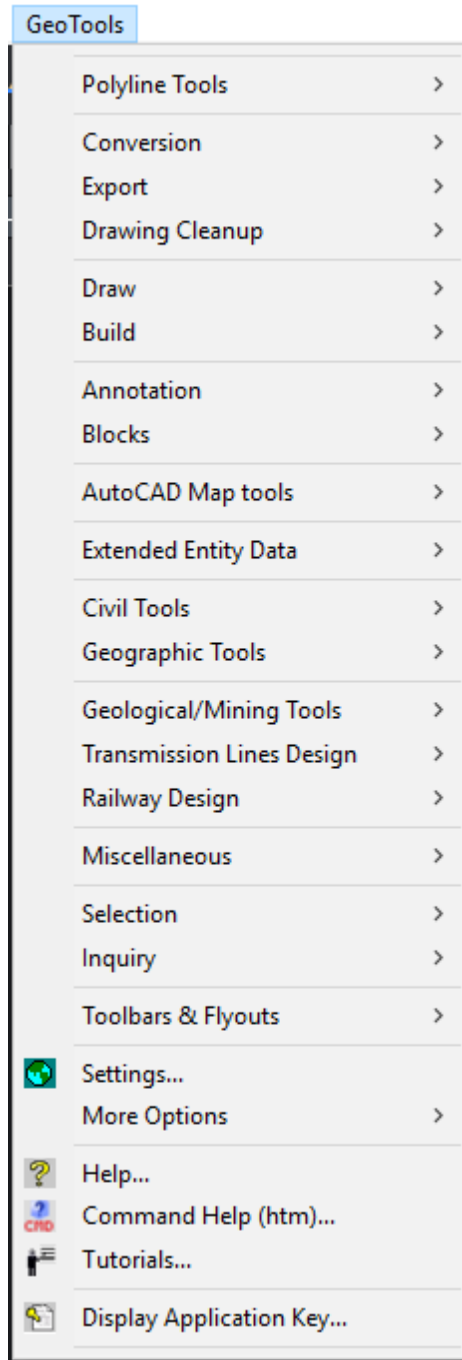 GeoTools
Polyline Tools
Conversion
Export
Drawing Cleanup
Draw
Build
Annotation
Blocks
AutoCAD Map tools
Extended Entity Data
Civil Tools
Geographic Tools
Geological/Mining Tools
Transmission Lines Design
Railway Design
Miscellaneous
Selection
Inquiry
Toolbars & Flyouts
Settings...
More Options
Help...
CMD Command Help (htm)...
Tutorials...
Display Application Key...